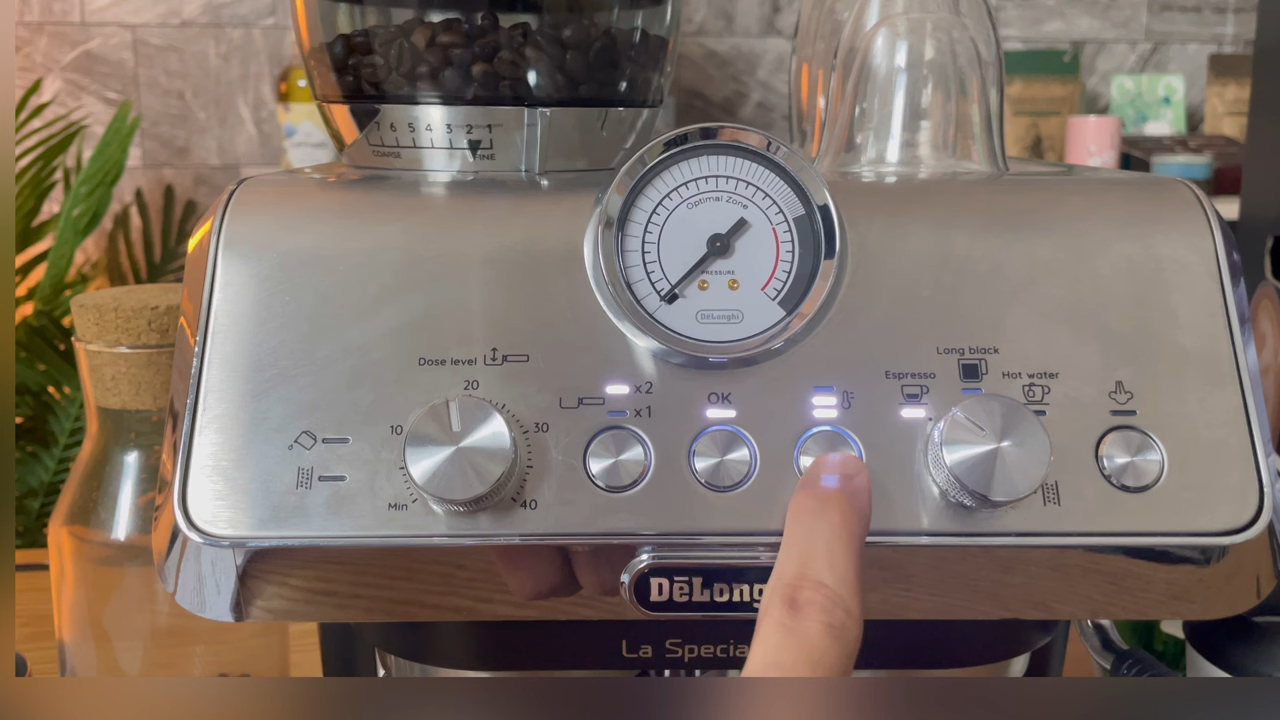 7 6 5 4 3 2 1
COARSE FINE
Optimal Zone
PRESSURE
DēLonghi
Dose level
20
10
30
Min
40
x2
x1
OK
Long black
Espresso
Hot water
DēLong
La Specia